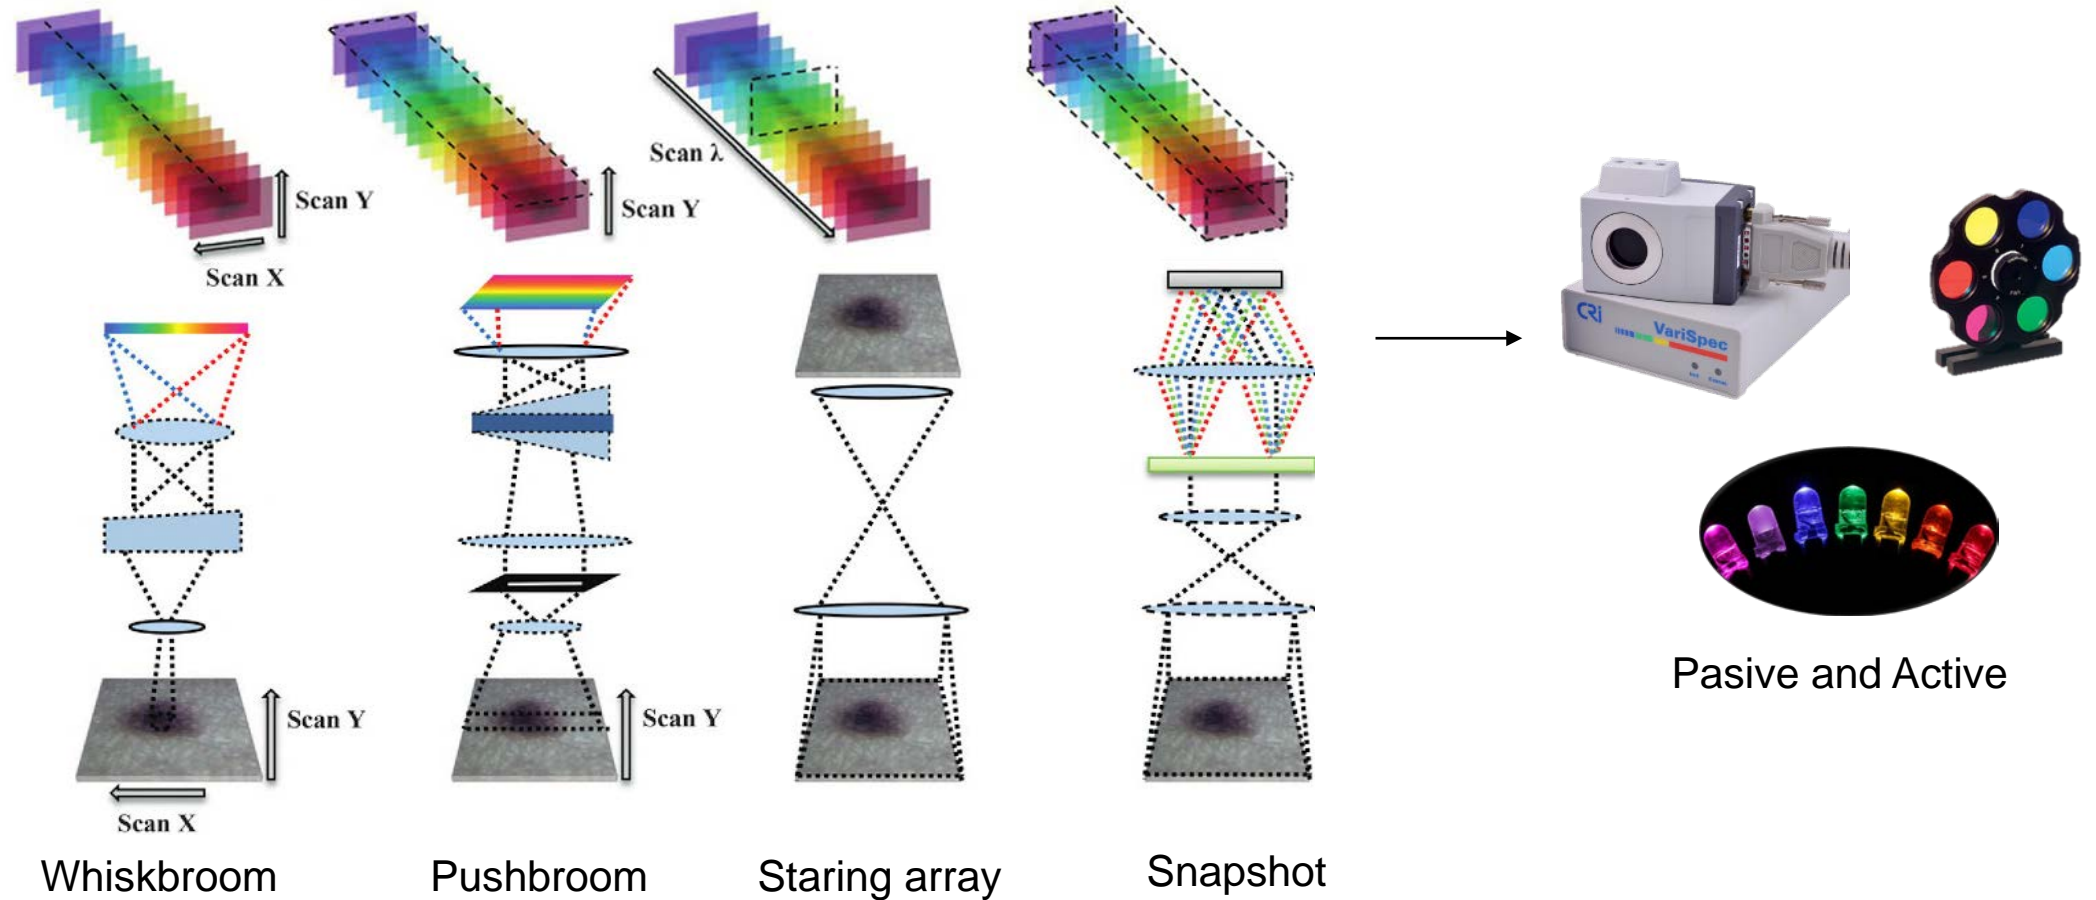 Scan Y
Scan X
Scan Y
Scan λ
CRi
VariSpec
Scan Y
Scan X
Scan Y
Pasive and Active
Whiskbroom
Pushbroom
Staring array
Snapshot